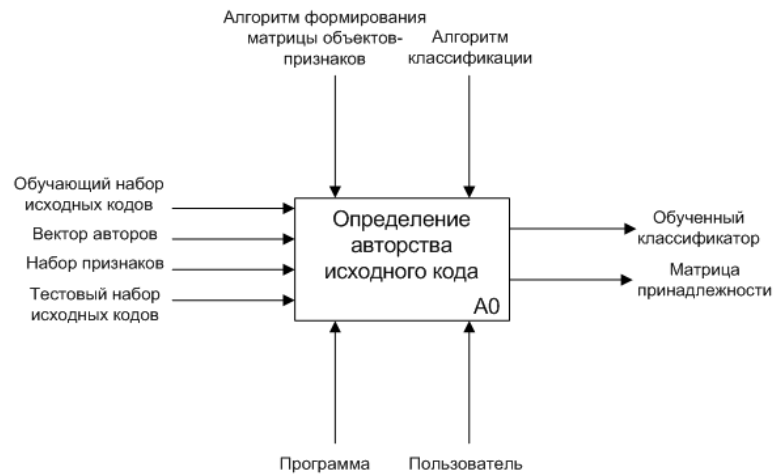 Алгоритм формирования
матрицы объектов-
признаков
Алгоритм
классификации
Обучающий набор
исходных кодов
Вектор авторов
Набор признаков
Тестовый набор
исходных кодов
Определение
авторства
исходного кода
A0
Обученный
классификатор
Матрица
принадлежности
Программа
Пользователь